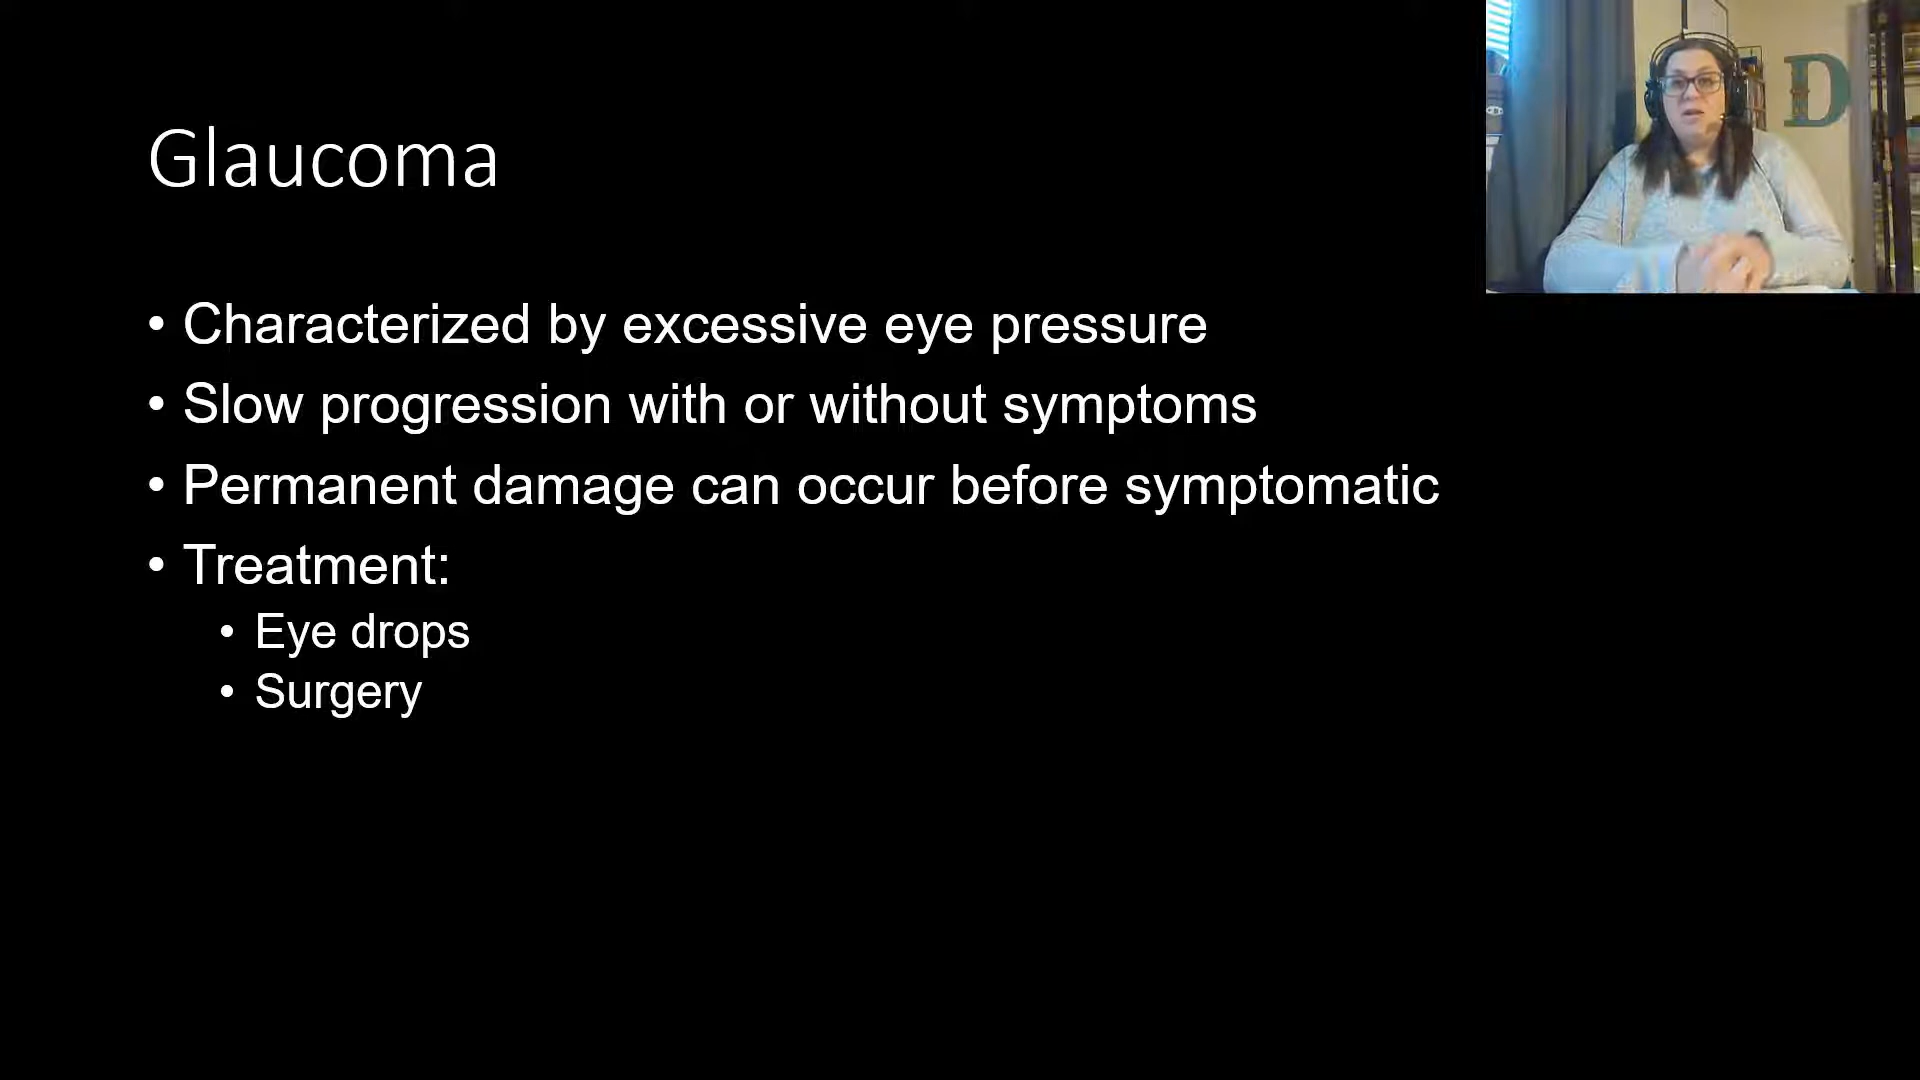 Glaucoma
• Characterized by excessive eye pressure
• Slow progression with or without symptoms
• Permanent damage can occur before symptomatic
• Treatment:
• Eye drops
• Surgery
D